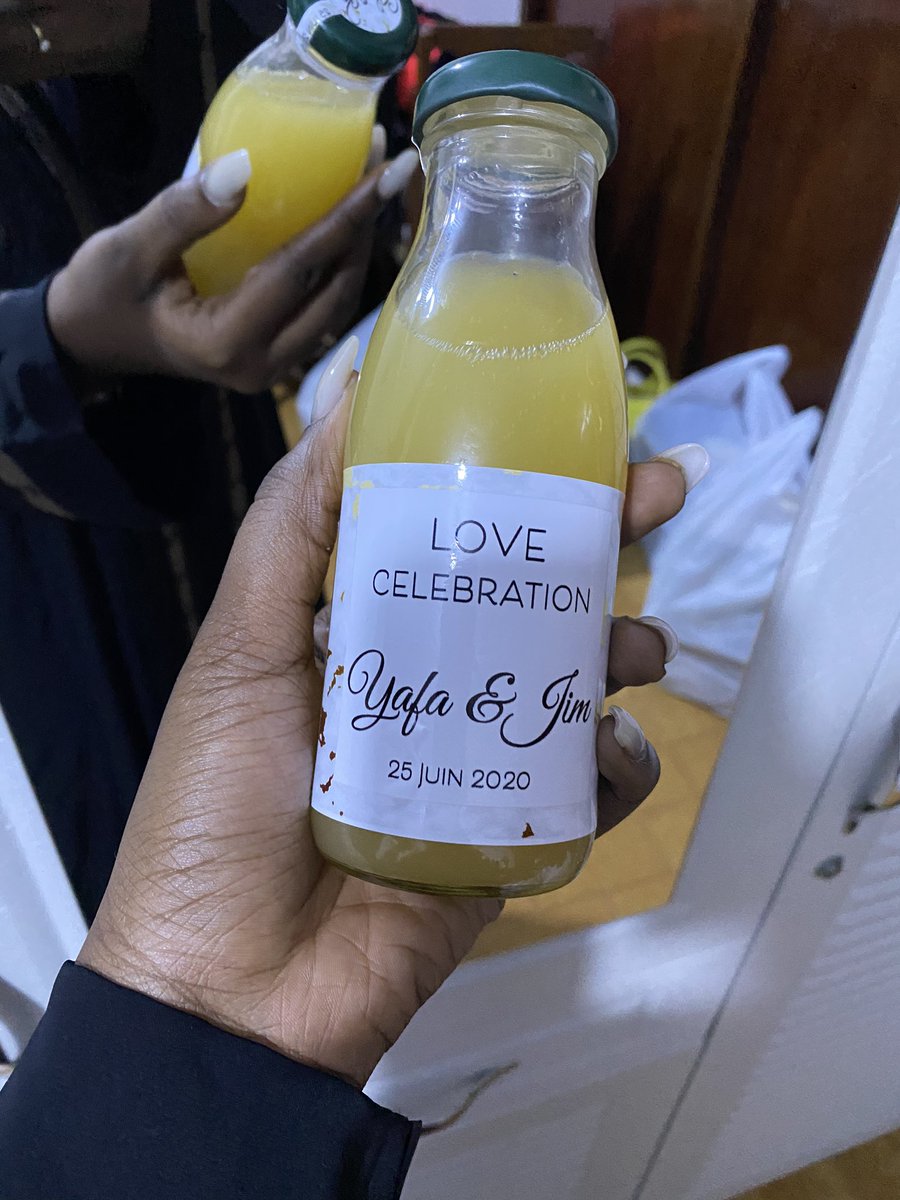 LOVE
CELEBRATION
Yafa & Jim
25 JUIN 2020